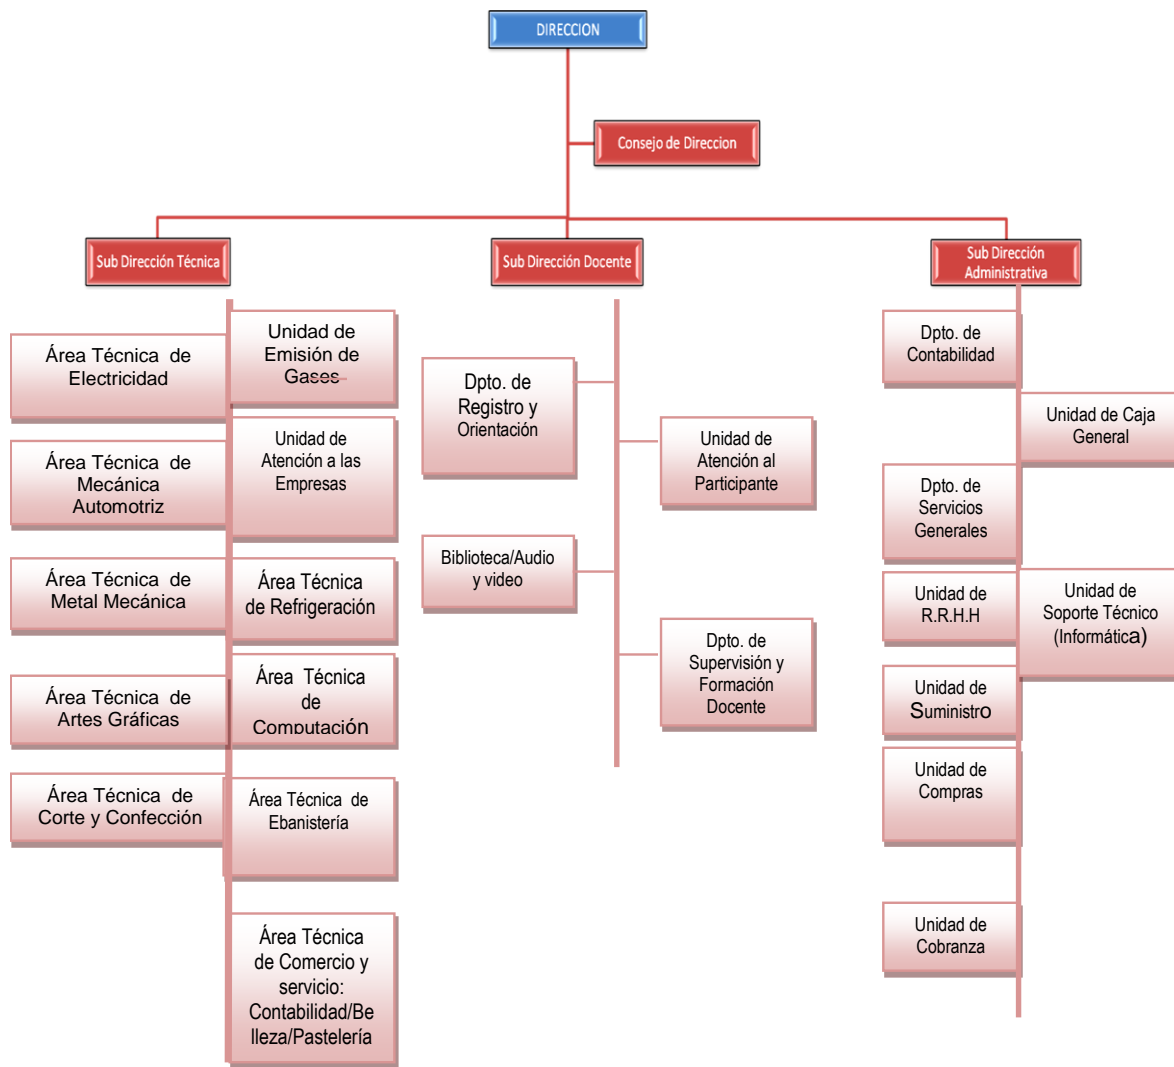 DIRECCION
Consejo de Direccion
Sub Dirección Técnica
Sub Dirección Docente
Sub Dirección
Administrativa
Área Técnica de
Electricidad
Unidad de
Emisión de
Gases
Área Técnica de
Mecánica
Automotriz
Unidad de
Atención a las
Empresas
Área Técnica de
Metal Mecánica
Área Técnica
de Refrigeración
Área Técnica de
Artes Gráficas
Área Técnica
de
Computación
Área Técnica de
Corte y Confección
Área Técnica de
Ebanistería
Área Técnica
de Comercio y
servicio:
Contabilidad/Be
lleza/Pastelería
Dpto. de
Registro y
Orientación
Unidad de
Atención al
Participante
Biblioteca/Audio
y video
Dpto. de
Supervisión y
Formación
Docente
Dpto. de
Contabilidad
Unidad de Caja
General
Dpto. de
Servicios
Generales
Unidad de
R.R.H.H
Unidad de
Soporte Técnico
(Informática)
Unidad de
Suministro
Unidad de
Compras
Unidad de
Cobranza